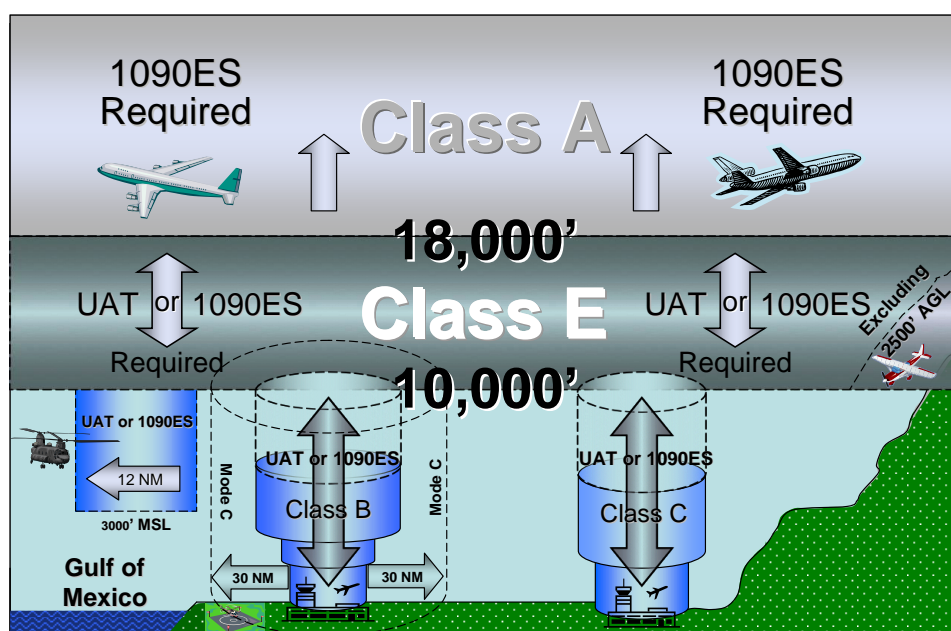 1090ES
Required
1090ES
Required
Class A
18,000’
UAT or 1090ES
Required
Class E
UAT or 1090ES
Required
Excluding
2500’ AGL
10,000’
UAT or 1090ES
12 NM
3000’ MSL
Gulf of
Mexico
Mode C
UAT or 1090ES
Class B
Mode C
30 NM
30 NM
UAT or 1090ES
Class C